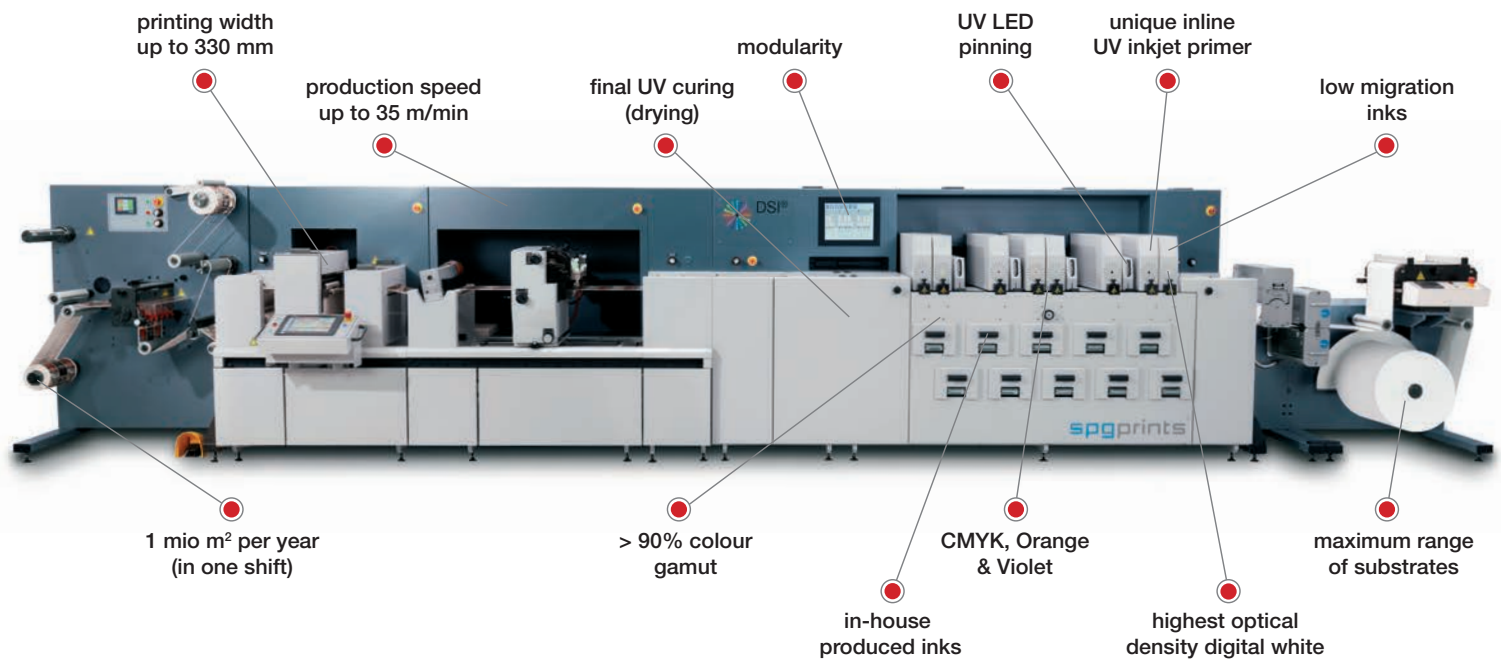 printing width
up to 330 mm
production speed
up to 35 m/min
final UV curing
(drying)
modularity
UV LED
pinning
unique inline
UV inkjet primer
low migration
inks
DSI
spgprints
1 mio m² per year
(in one shift)
> 90% colour
gamut
in-house
produced inks
CMYK, Orange
& Violet
highest optical
density digital white
maximum range
of substrates